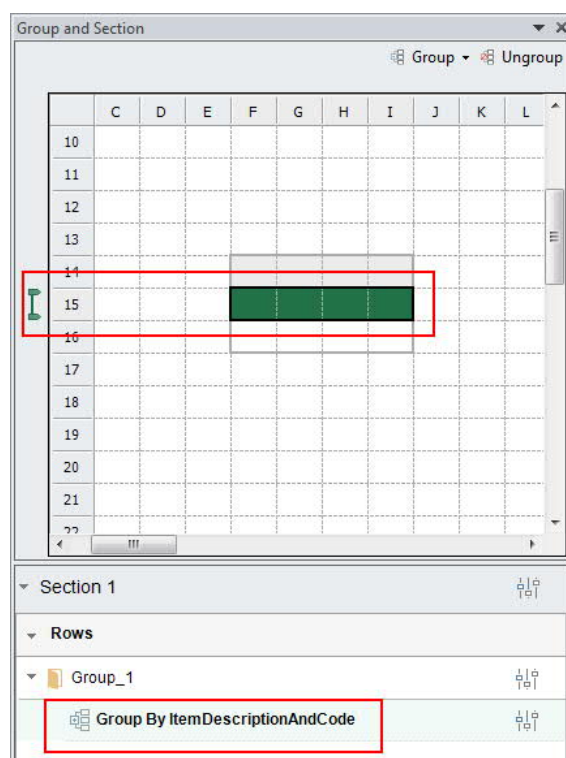 Group and Section
Group Ungroup
C D E F G H I J K L
10
11
12
13
14
15
16
17
18
19
20
21
22
Section 1
Rows
Group_1
Group By ItemDescriptionAndCode